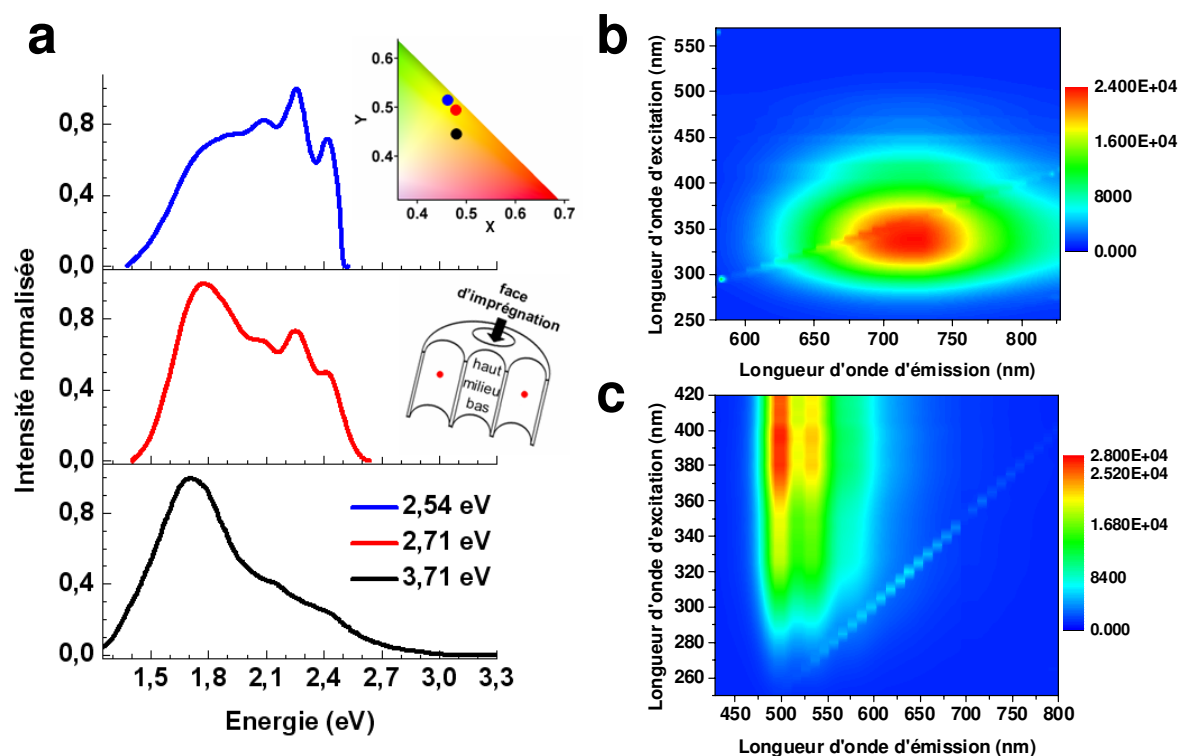 a
Intensité normalisée
0,8
0,4
0,0
0,8
0,4
0,0
0,8
0,4
0,0
1,5 1,8 2,1 2,4 2,7 3,0 3,3
Energie (eV)
2,54 eV
2,71 eV
3,71 eV
0.6
0.5
0.4
Y
0.4 0.5 0.6 0.7
X
face
d'imprégnation
haut
milieu
bas
b
Longueur d'onde d'excitation (nm)
550
500
450
400
350
300
250
600 650 700 750 800
Longueur d'onde d'émission (nm)
2.400E+04
1.600E+04
8000
0.000
c
Longueur d'onde d'excitation (nm)
420
400
380
360
340
320
300
280
260
450 500 550 600 650 700 750 800
Longueur d'onde d'émission (nm)
2.800E+04
2.520E+04
1.680E+04
8400
0.000